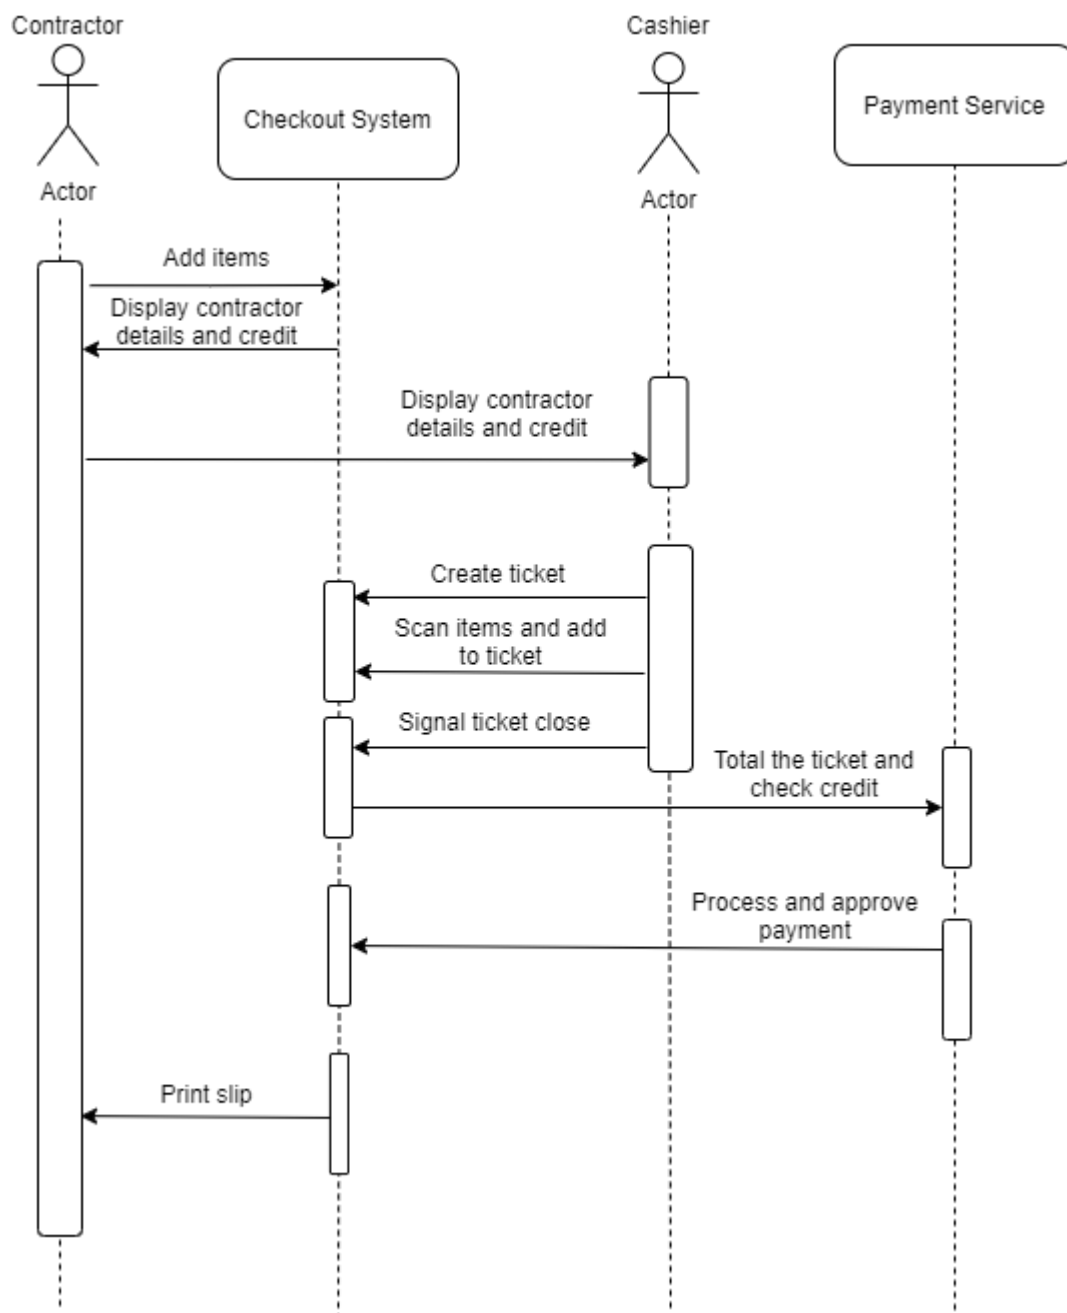 Contractor
Cashier
Checkout System
Payment Service
Actor
Actor
Add items
Display contractor
details and credit
Display contractor
details and credit
Create ticket
Scan items and add
to ticket
Signal ticket close
Total the ticket and
check credit
Process and approve
payment
Print slip